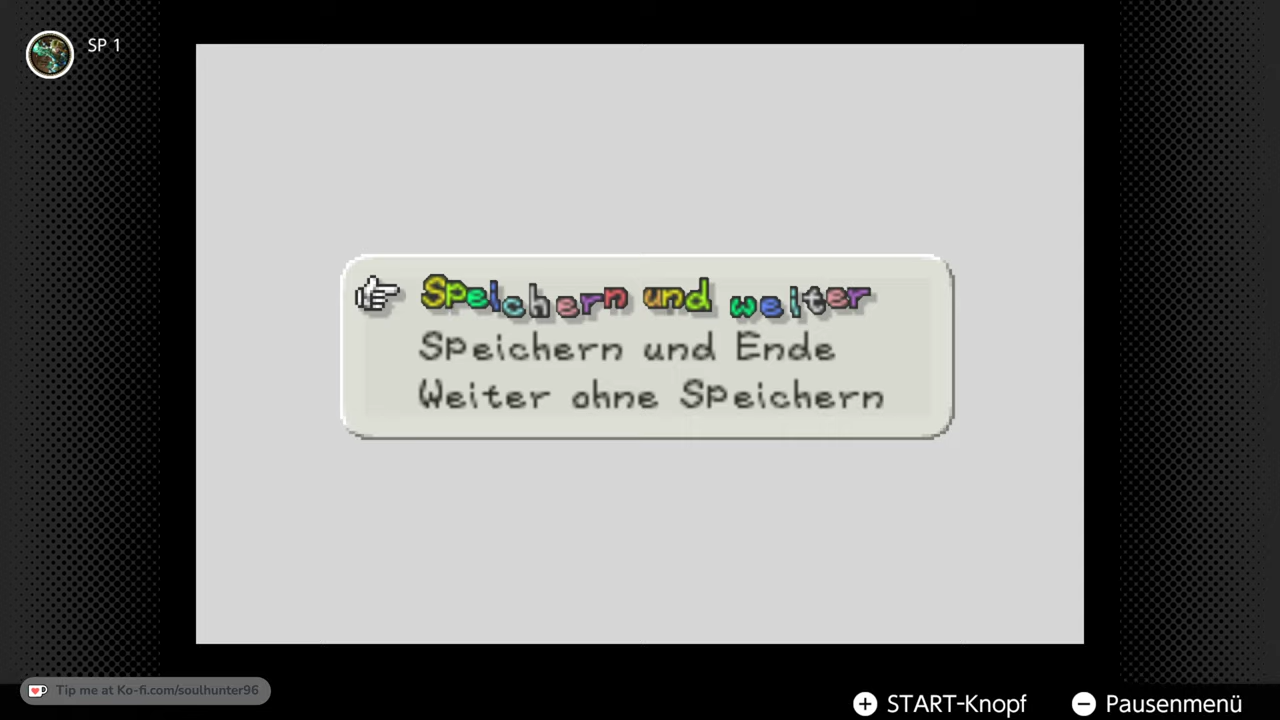 SP 1
Speichern und weiter
Speichern und Ende
Weiter ohne Speichern
Tip me at Ko-fi.com/soulhunter96
START-Knopf
Pausenmenü